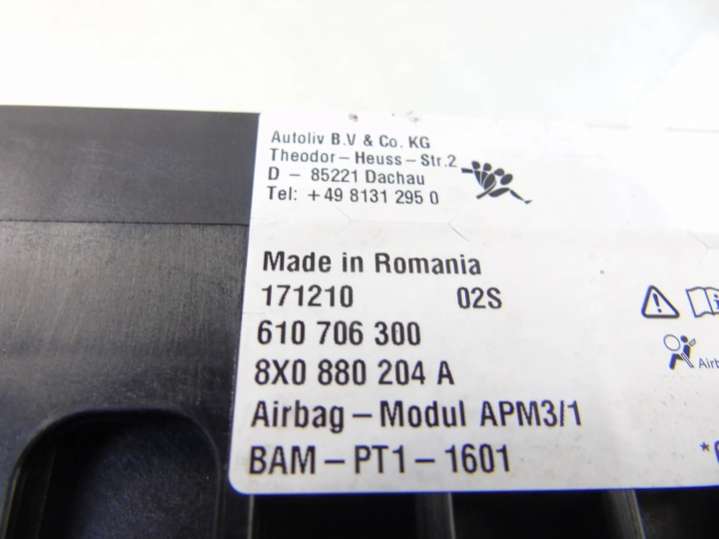 Autoliv B.V & Co. KG
Theodor – Heuss – Str.2
D – 85221 Dachau
Tel: +49 8131 295 0
Made in Romania
171210 02S
610 706 300
8X0 880 204 A
Airbag – Modul APM3/1
BAM – PT1 – 1601